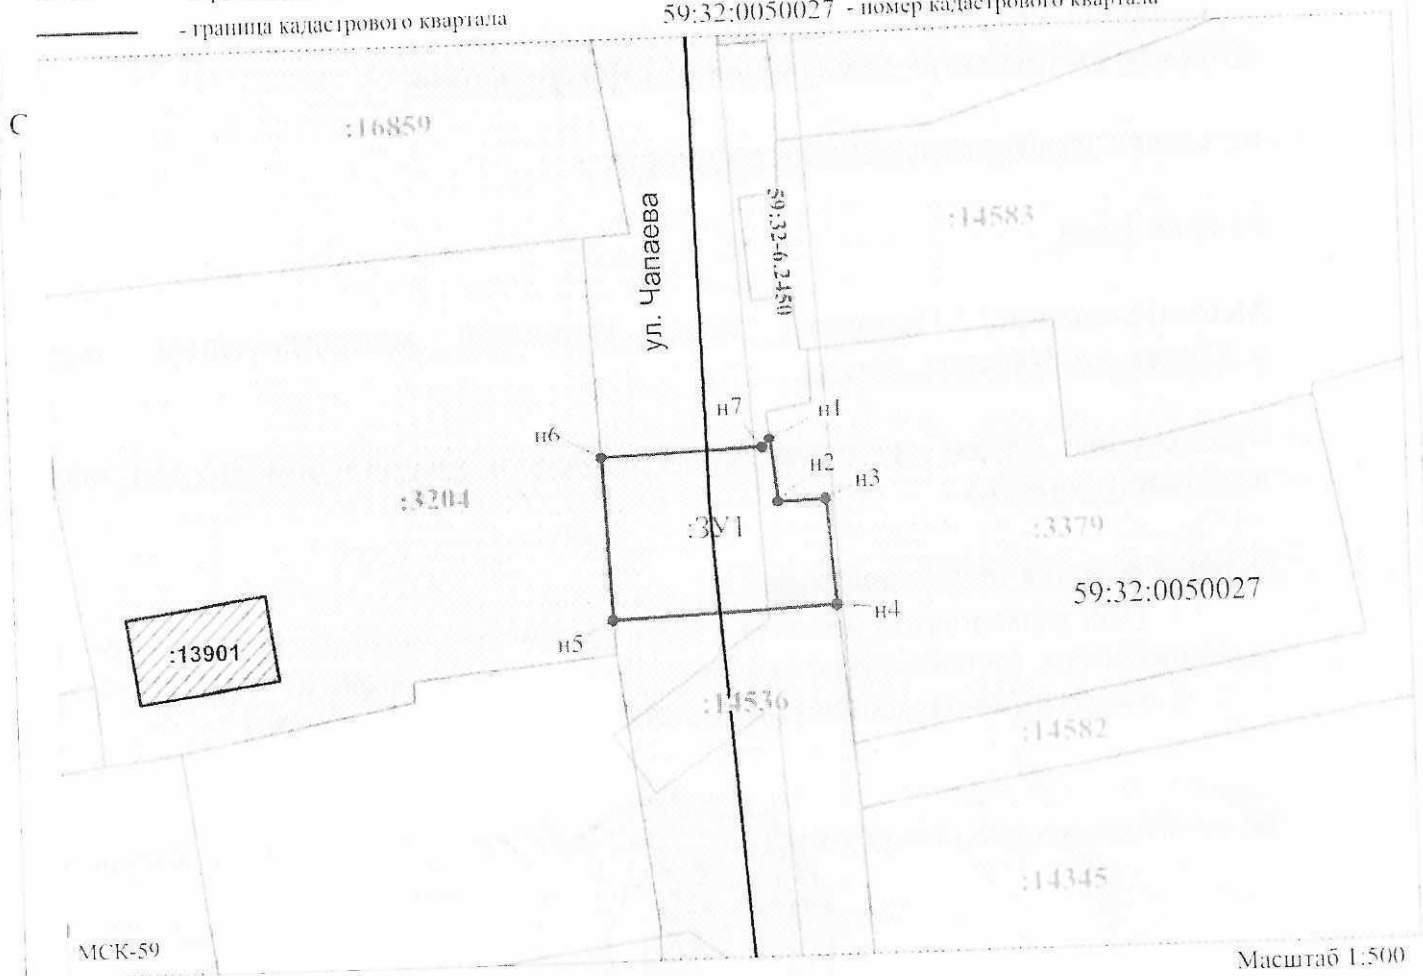 - граница кадастрового квартала
59:32:0050027 - номер кадастрового квартала
:16859
ул. Чапаева
59:32-6.2450
:14583
н7
н1
н6
н2
н3
:3204
:ЗУ1
:3379
59:32:0050027
н4
:13901
н5
:14536
:14582
:14345
МСК-59
Масштаб 1:500